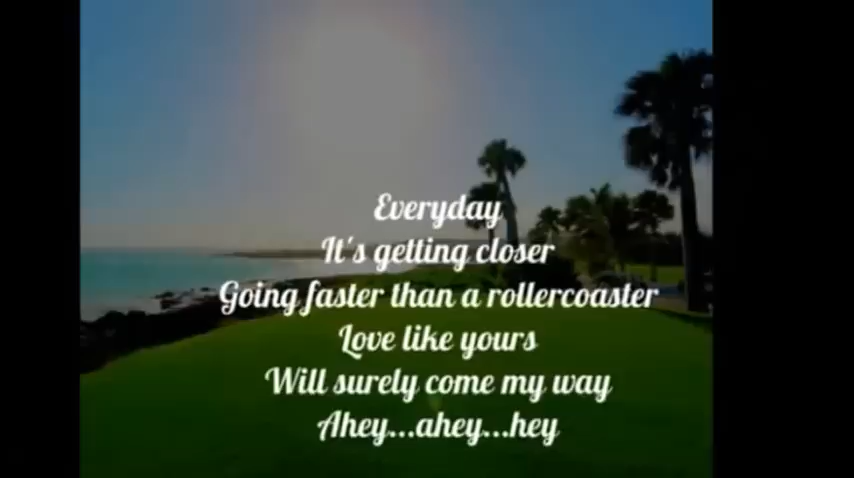 Everyday
It's getting closer
Going faster than a rollercoaster
Love like yours
Will surely come my way
Ahey...ahey...hey